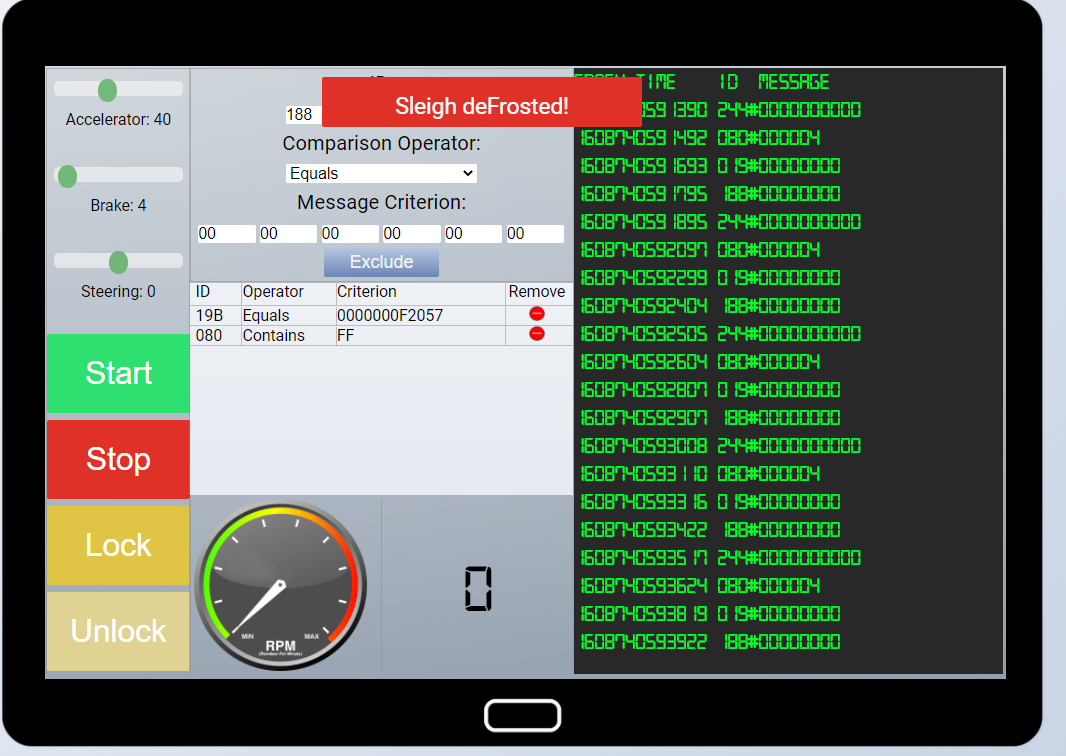 Accelerator: 40
Brake: 4
Steering: 0
Start
Stop
Lock
Unlock
Sleigh deFrosted!
188
Comparison Operator:
Equals
Message Criterion:
00 00 00 00 00 00
Exclude
ID Operator Criterion Remove
19B Equals 0000000F2057
080 Contains FF
MIN MAX
RPM
(Reindeer Per Minute)
0
TIME ID MESSAGE
591390 244#0000000000
1608740591492 080#000004
1608740591693 019#00000000
1608740591795 188#00000000
1608740591895 244#0000000000
1608740592097 080#000004
1608740592299 019#00000000
1608740592404 188#00000000
1608740592505 244#0000000000
1608740592604 080#000004
1608740592807 019#00000000
1608740592907 188#00000000
1608740593008 244#0000000000
1608740593110 080#000004
1608740593316 019#00000000
1608740593422 188#00000000
1608740593517 244#0000000000
1608740593624 080#000004
1608740593819 019#00000000
1608740593922 188#00000000